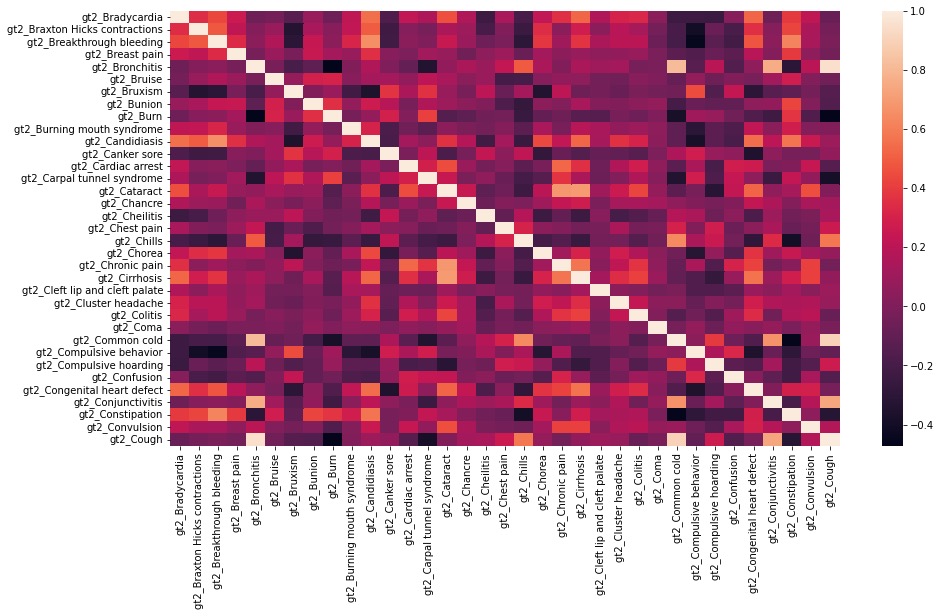 gt2_Bradycardia
gt2_Braxton Hicks contractions
gt2_Breakthrough bleeding
gt2_Breast pain
gt2_Bronchitis
gt2_Bruise
gt2_Bruxism
gt2_Bunion
gt2_Burn
gt2_Burning mouth syndrome
gt2_Candidiasis
gt2_Canker sore
gt2_Cardiac arrest
gt2_Carpal tunnel syndrome
gt2_Cataract
gt2_Chancre
gt2_Cheilitis
gt2_Chest pain
gt2_Chills
gt2_Chorea
gt2_Chronic pain
gt2_Cirrhosis
gt2_Cleft lip and cleft palate
gt2_Cluster headache
gt2_Colitis
gt2_Coma
gt2_Common cold
gt2_Compulsive behavior
gt2_Compulsive hoarding
gt2_Confusion
gt2_Congenital heart defect
gt2_Conjunctivitis
gt2_Constipation
gt2_Convulsion
gt2_Cough
gt2_Bradycardia
gt2_Braxton Hicks contractions
gt2_Breakthrough bleeding
gt2_Breast pain
gt2_Bronchitis
gt2_Bruise
gt2_Bruxism
gt2_Bunion
gt2_Burn
gt2_Burning mouth syndrome
gt2_Candidiasis
gt2_Canker sore
gt2_Cardiac arrest
gt2_Carpal tunnel syndrome
gt2_Cataract
gt2_Chancre
gt2_Cheilitis
gt2_Chest pain
gt2_Chills
gt2_Chorea
gt2_Chronic pain
gt2_Cirrhosis
gt2_Cleft lip and cleft palate
gt2_Cluster headache
gt2_Colitis
gt2_Coma
gt2_Common cold
gt2_Compulsive behavior
gt2_Compulsive hoarding
gt2_Confusion
gt2_Congenital heart defect
gt2_Conjunctivitis
gt2_Constipation
gt2_Convulsion
gt2_Cough
1.0
0.8
0.6
0.4
0.2
0.0
−0.2
−0.4